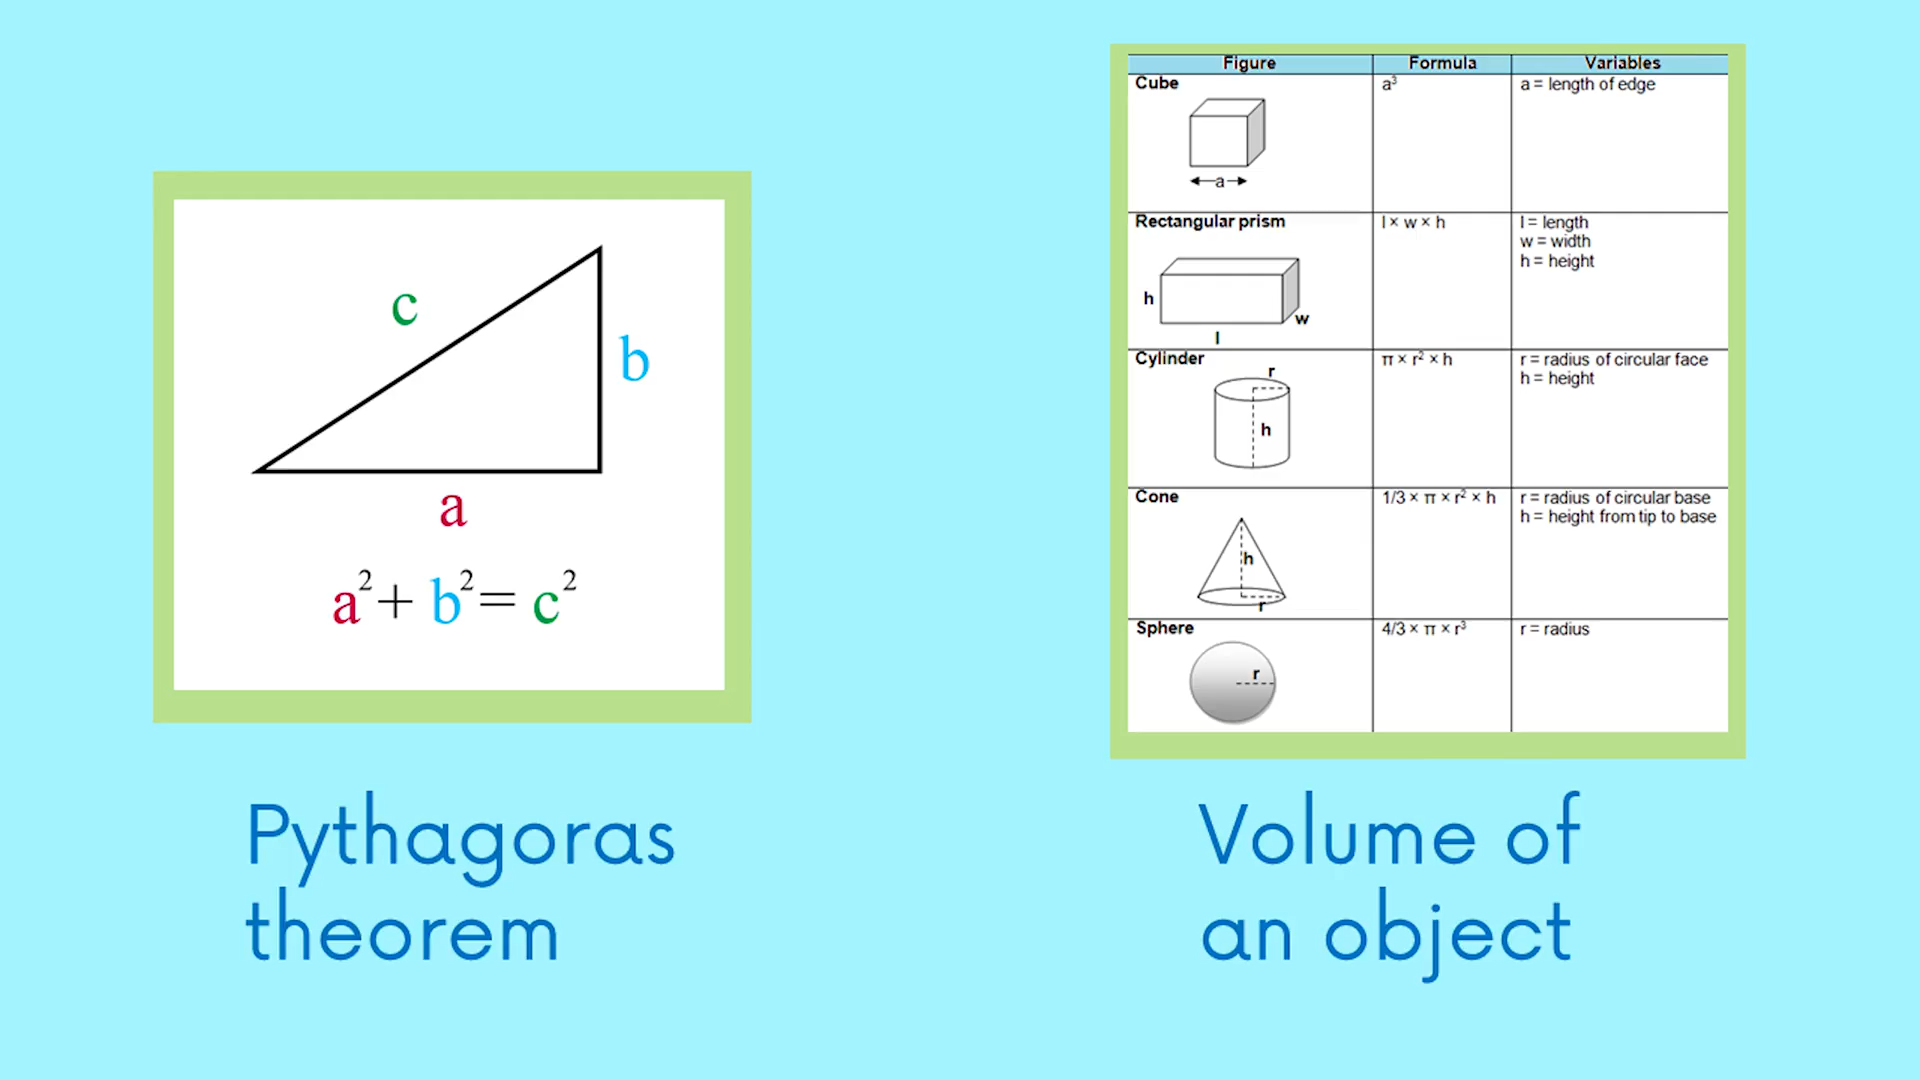 c
b
a
a² + b² = c²
Pythagoras
theorem
Figure Formula Variables
Cube a³ a = length of edge
a
Rectangular prism l × w × h l = length
w = width
h = height
h
w
l
Cylinder π × r² × h r = radius of circular face
h = height
r
h
Cone 1/3 × π × r² × h r = radius of circular base
h = height from tip to base
h
r
Sphere 4/3 × π × r³ r = radius
r
Volume of
an object